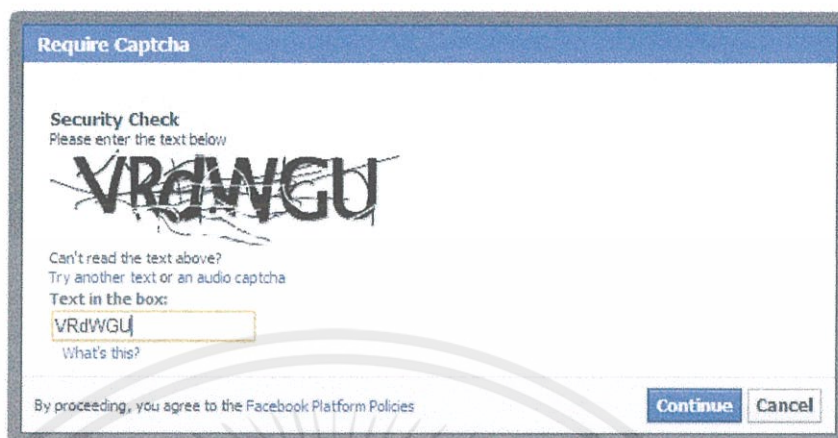 Require Captcha
Security Check
Please enter the text below
VRdWGU
Can't read the text above?
Try another text or an audio captcha
Text in the box:
VRdWGU
What's this?
By proceeding, you agree to the Facebook Platform Policies
Continue Cancel